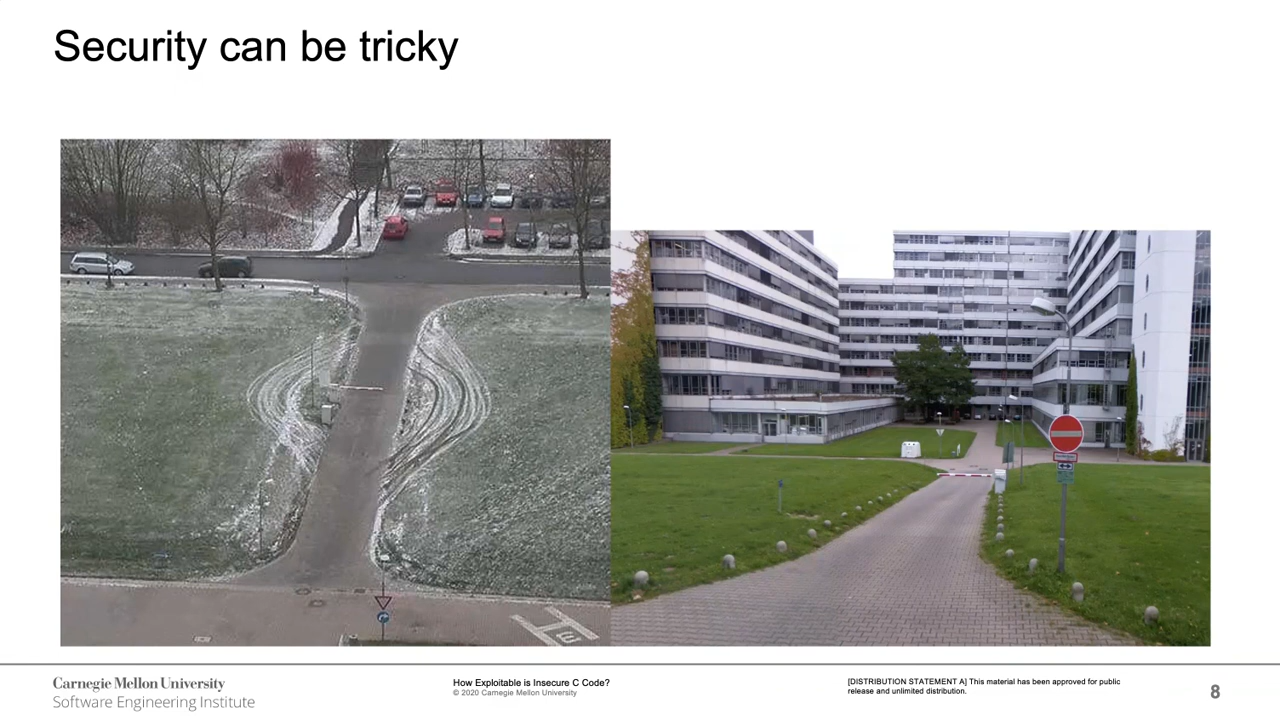 Security can be tricky
Carnegie Mellon University
Software Engineering Institute
How Exploitable is Insecure C Code?
© 2020 Carnegie Mellon University
[DISTRIBUTION STATEMENT A] This material has been approved for public
release and unlimited distribution.
8